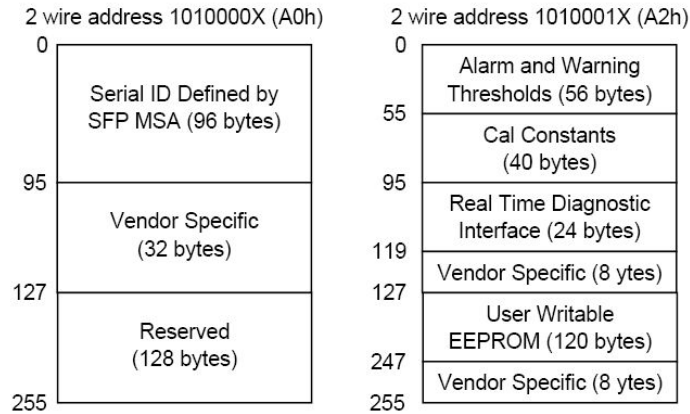 2 wire address 1010000X (A0h)
0
Serial ID Defined by
SFP MSA (96 bytes)
95
Vendor Specific
(32 bytes)
127
Reserved
(128 bytes)
255
2 wire address 1010001X (A2h)
0
Alarm and Warning
Thresholds (56 bytes)
55
Cal Constants
(40 bytes)
95
Real Time Diagnostic
Interface (24 bytes)
119
Vendor Specific (8 ytes)
127
User Writable
EEPROM (120 bytes)
247
Vendor Specific (8 ytes)
255